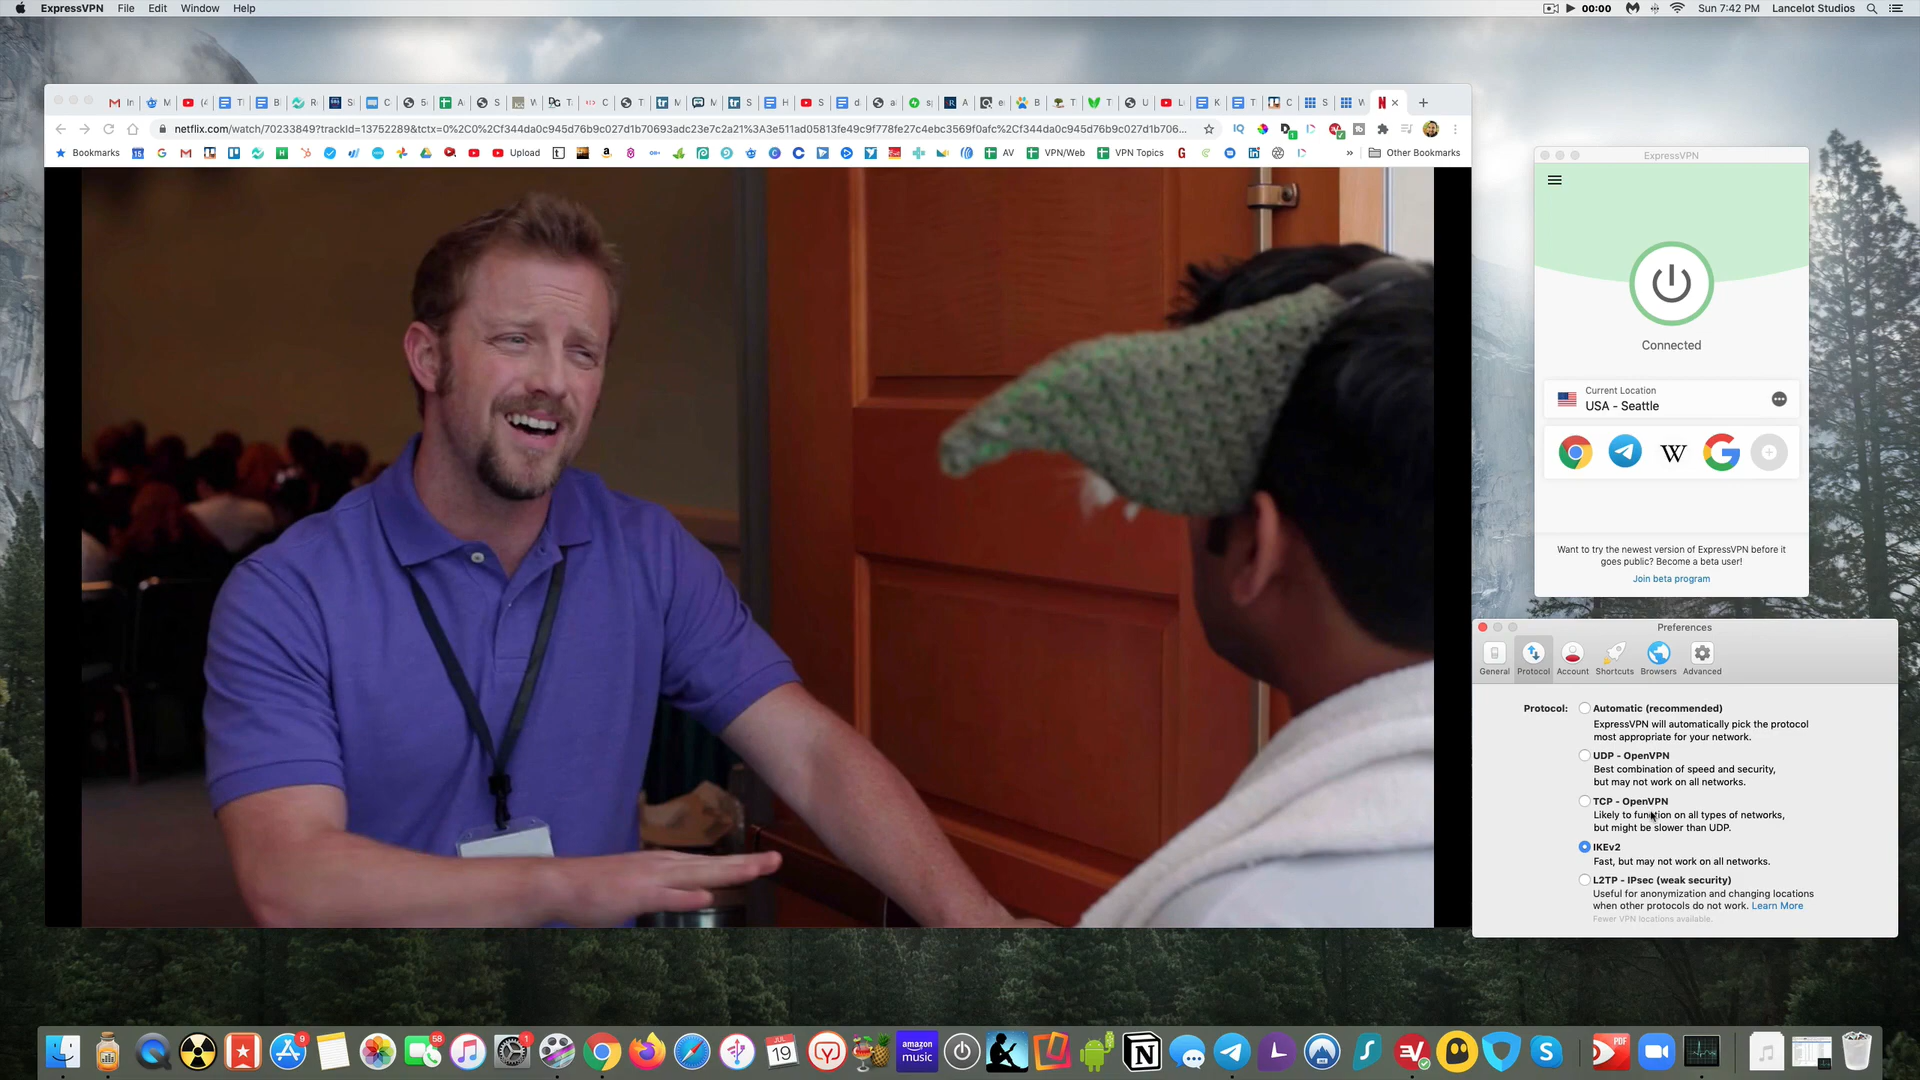 ExpressVPN File Edit Window Help
00:00 Sun 7:42 PM Lancelot Studios
netflix.com/watch/70233849?trackId=13752289&tctx=0%2C0%2Cf344da0c945d76b9c027d1b70693adc23e7c2a21%3A3e511ad05813fe49c9f778fe27c4ebc3569f0afc%2Cf344da0c945d76b9c027d1b706...
Bookmarks Upload AV VPN/Web VPN Topics » Other Bookmarks
ExpressVPN
Connected
Current Location
USA - Seattle
Want to try the newest version of ExpressVPN before it
goes public? Become a beta user!
Join beta program
Preferences
General Protocol Account Shortcuts Browsers Advanced
Protocol: Automatic (recommended)
ExpressVPN will automatically pick the protocol
most appropriate for your network.
UDP - OpenVPN
Best combination of speed and security,
but may not work on all networks.
TCP - OpenVPN
Likely to function on all types of networks,
but might be slower than UDP.
IKEv2
Fast, but may not work on all networks.
L2TP - IPsec (weak security)
Useful for anonymization and changing locations
when other protocols do not work. Learn More
Fewer VPN locations available.
9 58 1 JUL 19 amazon music PDF